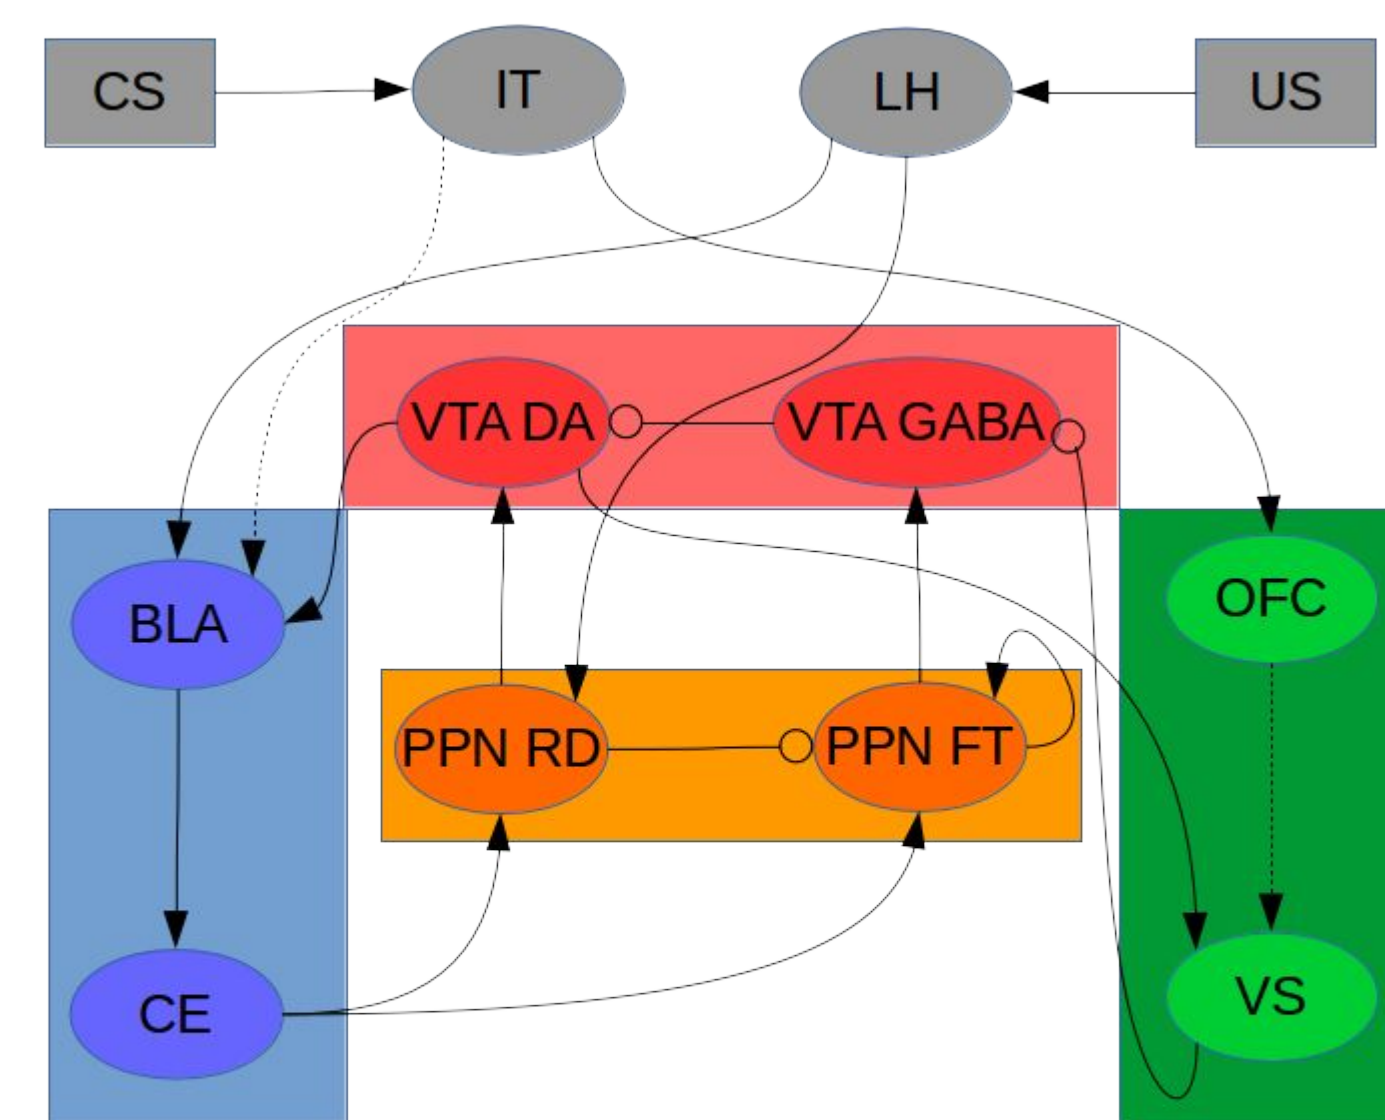 CS
IT
LH
US
VTA DA
VTA GABA
BLA
OFC
PPN RD
PPN FT
CE
VS